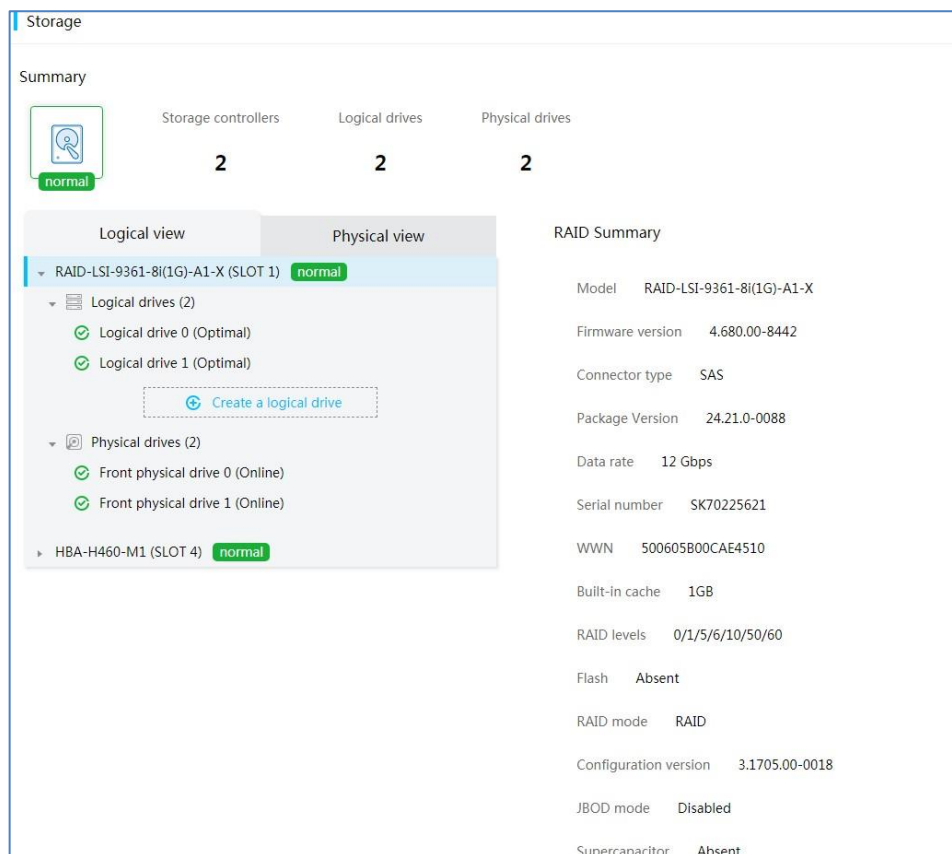 Storage
Summary
Storage controllers Logical drives Physical drives
2 2 2
normal
Logical view Physical view
RAID-LSI-9361-8i(1G)-A1-X (SLOT 1) normal
Logical drives (2)
Logical drive 0 (Optimal)
Logical drive 1 (Optimal)
Create a logical drive
Physical drives (2)
Front physical drive 0 (Online)
Front physical drive 1 (Online)
HBA-H460-M1 (SLOT 4) normal
RAID Summary
Model RAID-LSI-9361-8i(1G)-A1-X
Firmware version 4.680.00-8442
Connector type SAS
Package Version 24.21.0-0088
Data rate 12 Gbps
Serial number SK70225621
WWN 500605B00CAE4510
Built-in cache 1GB
RAID levels 0/1/5/6/10/50/60
Flash Absent
RAID mode RAID
Configuration version 3.1705.00-0018
JBOD mode Disabled
Supercapacitor Absent